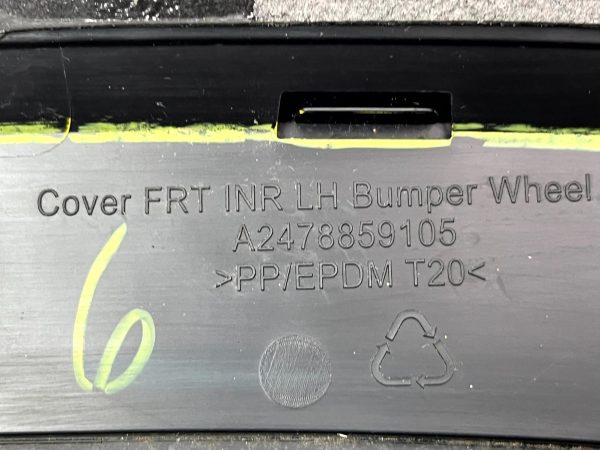 Cover FRT INR LH Bumper Wheel
A2478859105
>PP/EPDM T20<
6